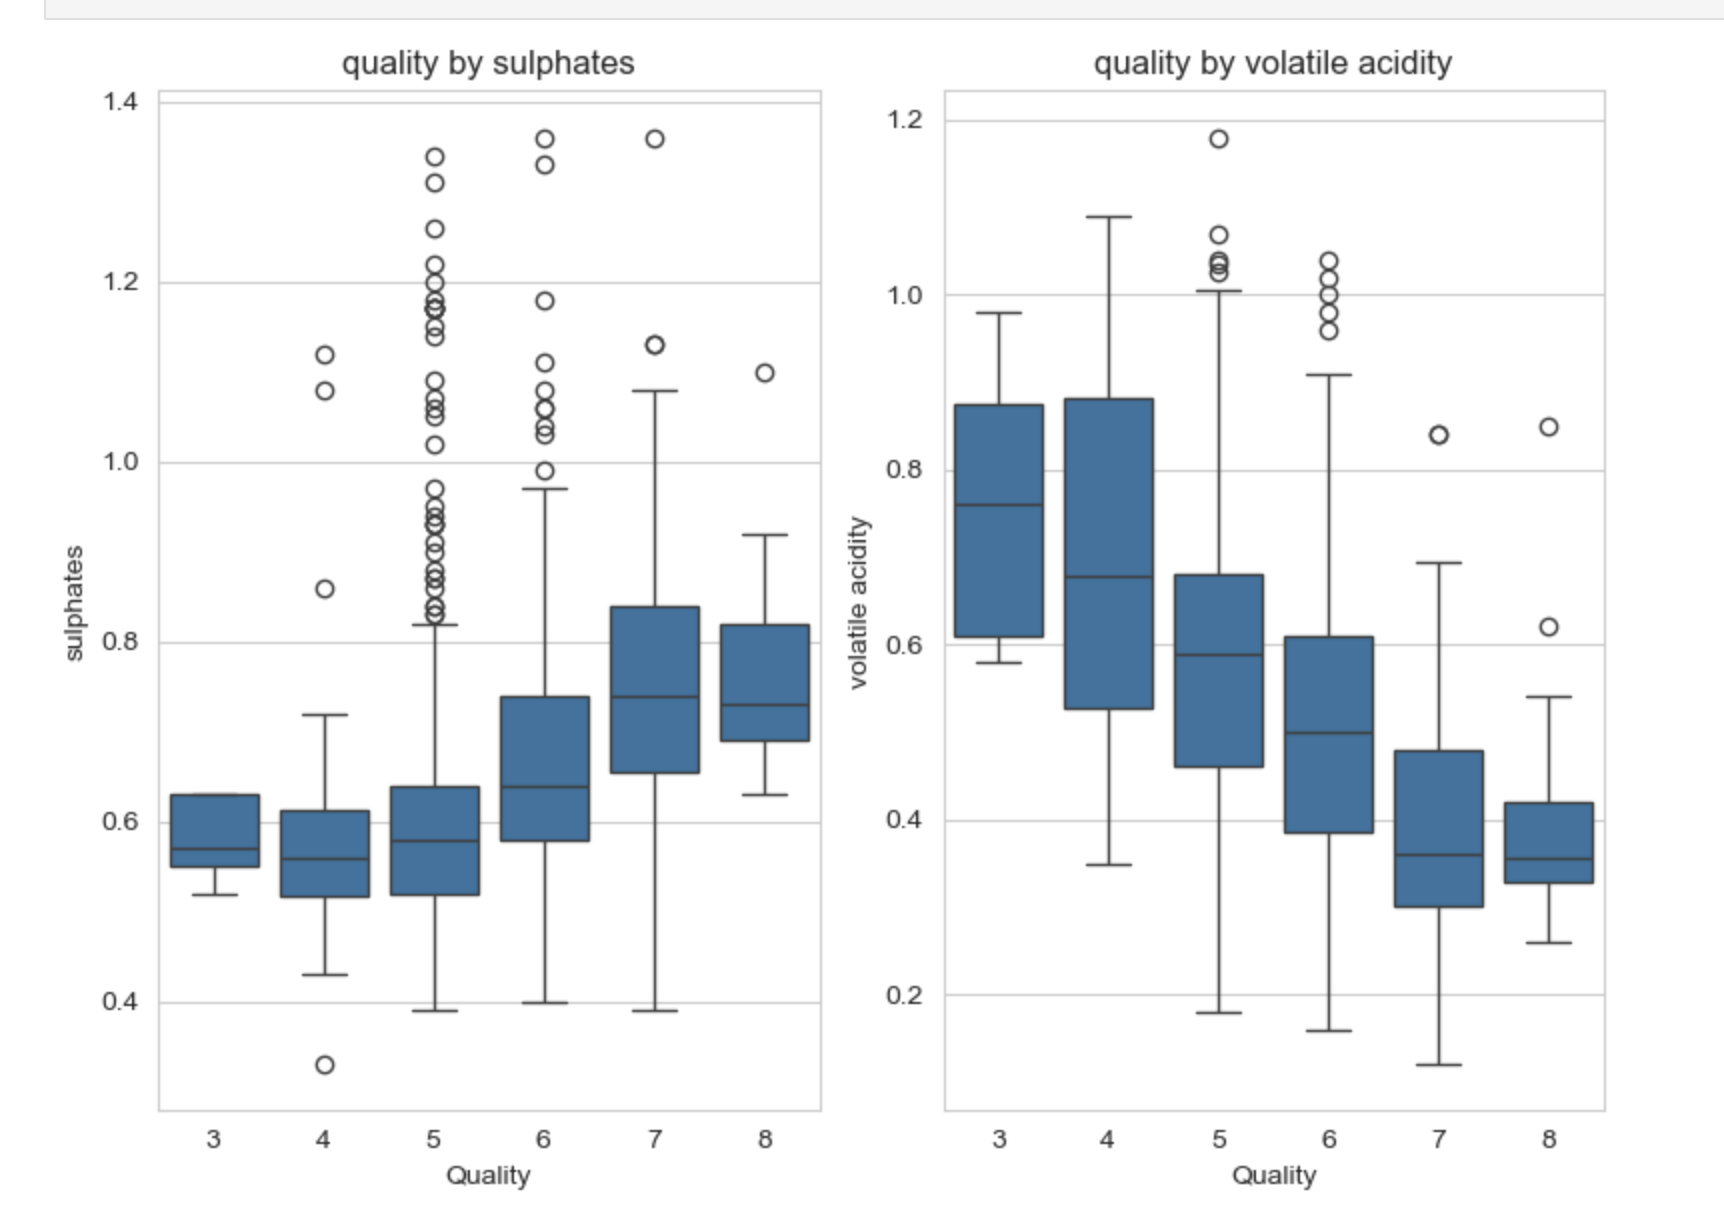 quality by sulphates
1.4
1.2
1.0
0.8
0.6
0.4
sulphates
3 4 5 6 7 8
Quality
quality by volatile acidity
1.2
1.0
0.8
0.6
0.4
0.2
volatile acidity
3 4 5 6 7 8
Quality